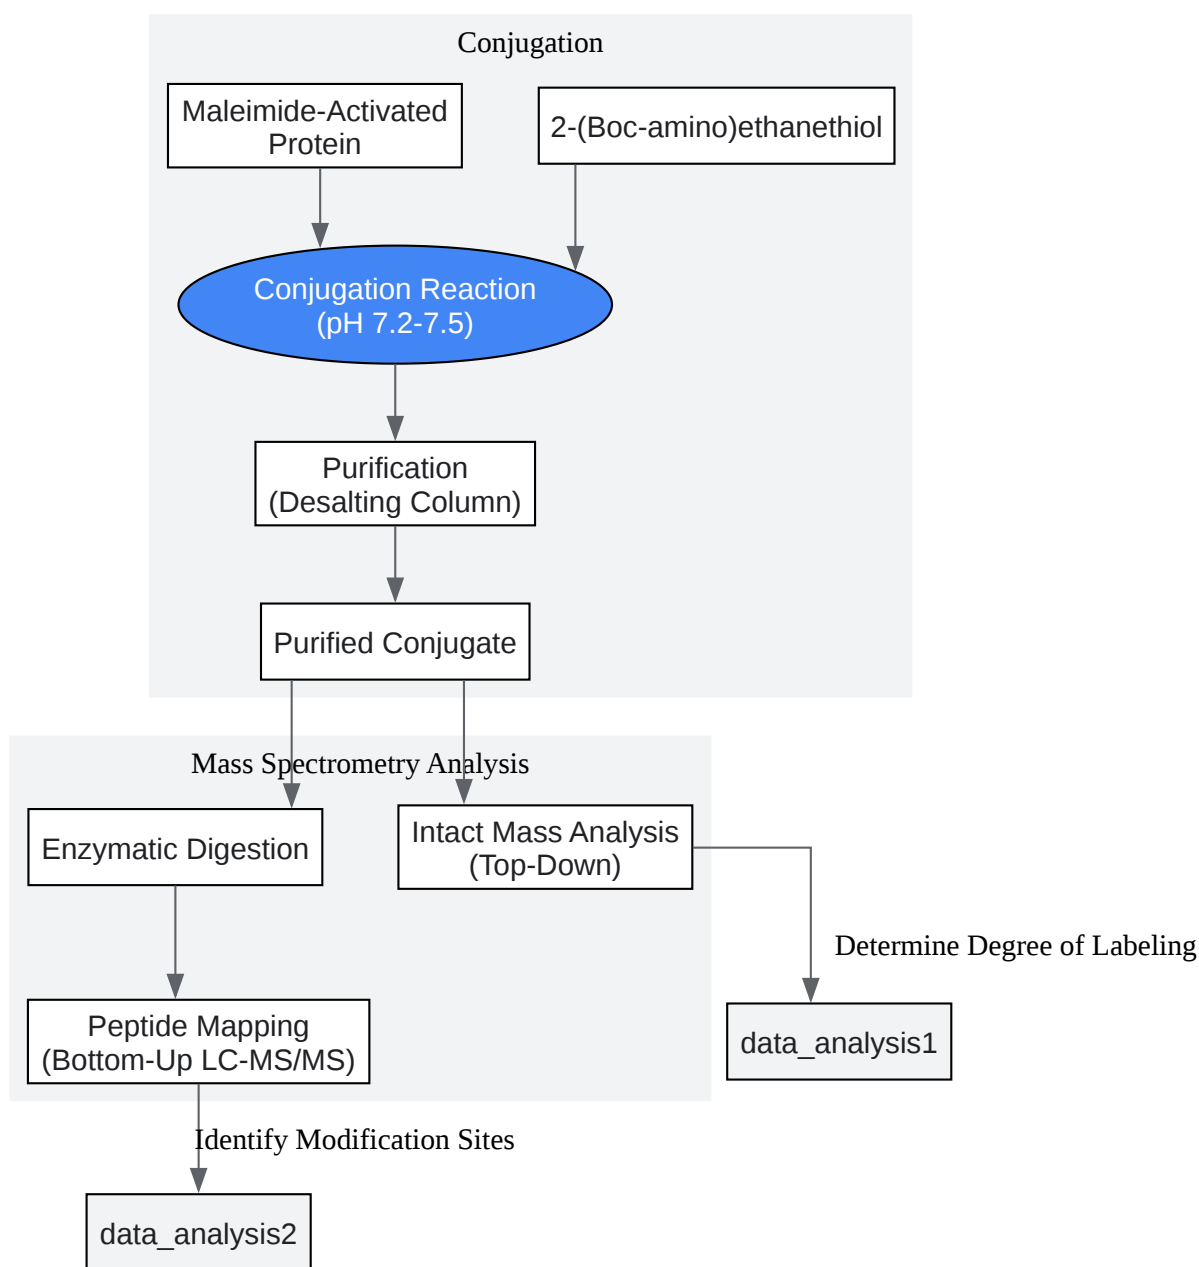 Conjugation
Maleimide-Activated
Protein
2-(Boc-amino)ethanethiol
Conjugation Reaction
(pH 7.2-7.5)
Purification
(Desalting Column)
Purified Conjugate
Mass Spectrometry Analysis
Enzymatic Digestion
Intact Mass Analysis
(Top-Down)
Determine Degree of Labeling
Peptide Mapping
(Bottom-Up LC-MS/MS)
data_analysis1
Identify Modification Sites
data_analysis2